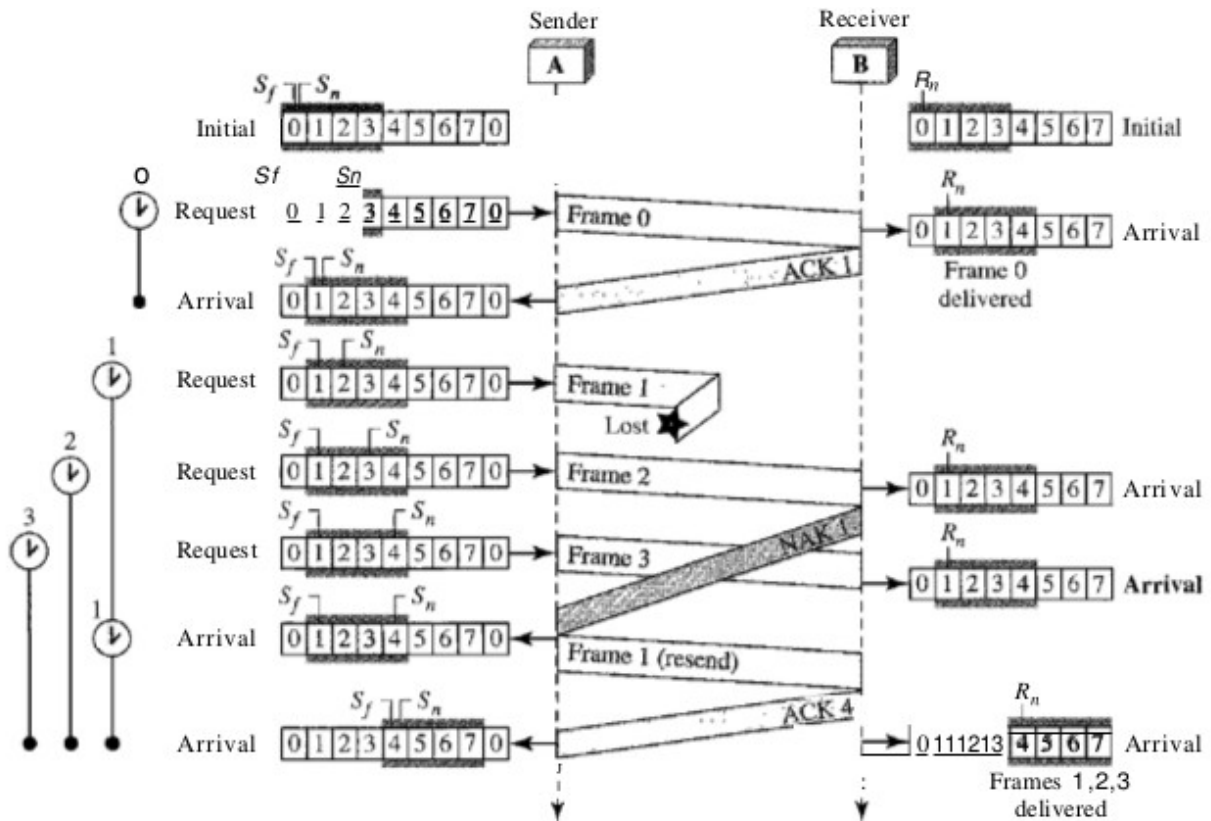 Sender Receiver
A B
Sf Sn Rn
Initial 0 1 2 3 4 5 6 7 0 0 1 2 3 4 5 6 7 Initial
0 Sf Sn Rn
Request 0 1 2 3 4 5 6 7 0 Frame 0 0 1 2 3 4 5 6 7 Arrival
Sf Sn ACK 1 Frame 0
Arrival 0 1 2 3 4 5 6 7 0 delivered
1 Sf Sn
Request 0 1 2 3 4 5 6 7 0 Frame 1
Lost
2 Sf Sn Rn
Request 0 1 2 3 4 5 6 7 0 Frame 2 0 1 2 3 4 5 6 7 Arrival
3 Sf Sn NAK 1 Rn
Request 0 1 2 3 4 5 6 7 0 Frame 3 0 1 2 3 4 5 6 7 Arrival
1 Sf Sn
Arrival 0 1 2 3 4 5 6 7 0 Frame 1 (resend)
Sf Sn ACK 4 Rn
Arrival 0 1 2 3 4 5 6 7 0 0 111213 4 5 6 7 Arrival
Frames 1,2,3
delivered